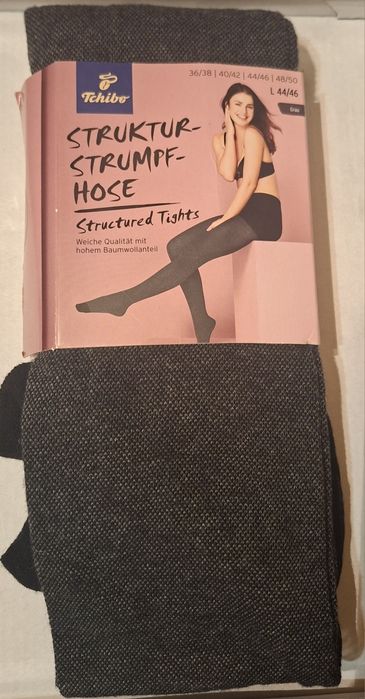 Tchibo
36/38 | 40/42 | 44/46 | 48/50
L 44/46
Grau
STRUKTUR-
STRUMPF-
HOSE
Structured Tights
Weiche Qualität mit
hohem Baumwollanteil